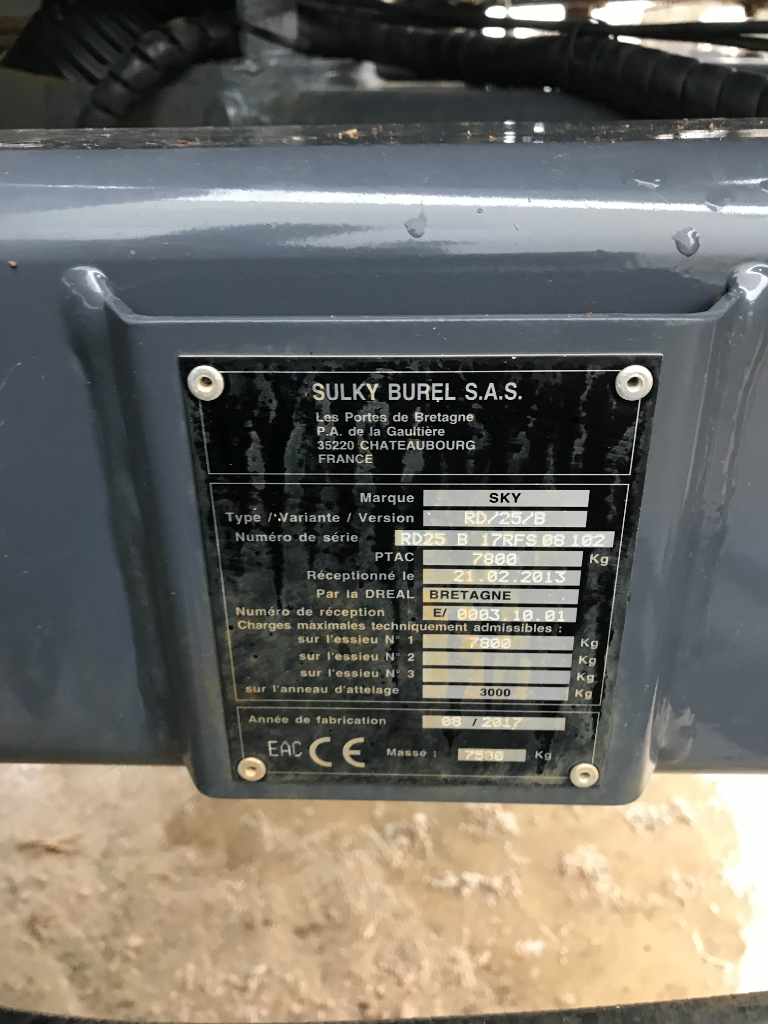 SULKY BUREL S.A.S.
Les Portes de Bretagne
P.A. de la Gaultière
35220 CHATEAUBOURG
FRANCE
Marque SKY
Type / Variante / Version RD/25/B
Numéro de série RD25 B 17RFS 08 102
PTAC 7800 Kg
Réceptionné le 21.02.2013
Par la DREAL BRETAGNE
Numéro de réception E/ 0003.10.01
Charges maximales techniquement admissibles :
sur l'essieu N° 1 7800 Kg
sur l'essieu N° 2 Kg
sur l'essieu N° 3 Kg
sur l'anneau d'attelage 3000 Kg
Année de fabrication 08 / 2017
EAC CE Masse : 7500 Kg